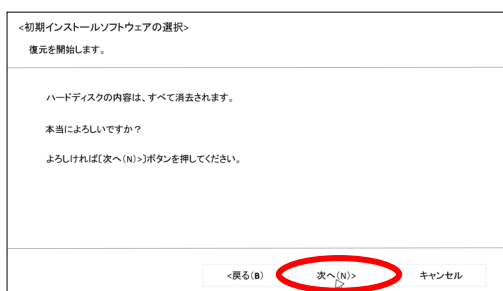 <初期インストールソフトウェアの選択>
復元を開始します。
ハードディスクの内容は、すべて消去されます。
本当によろしいですか？
よろしければ［次へ(N)>］ボタンを押してください。
<戻る(B)
次へ(N)>
キャンセル